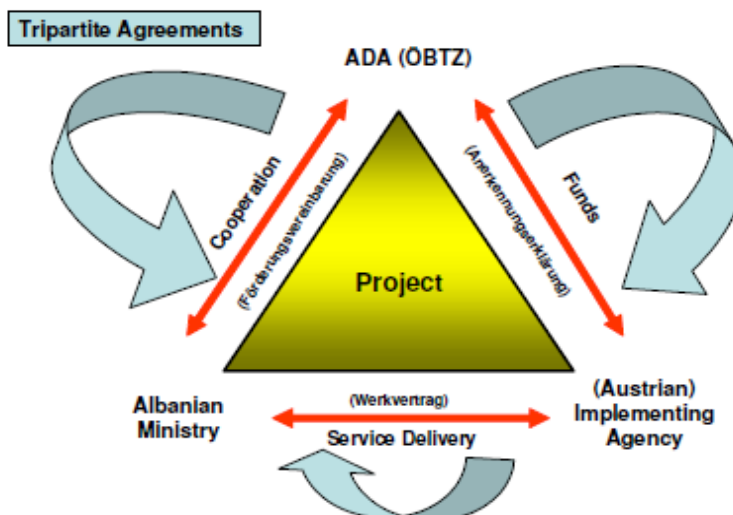 Tripartite Agreements
ADA (ÖBTZ)
Cooperation
(Förderungsvereinbarung)
(Anerkennungserklärung)
Funds
Project
Albanian
Ministry
(Werkvertrag)
Service Delivery
(Austrian)
Implementing
Agency